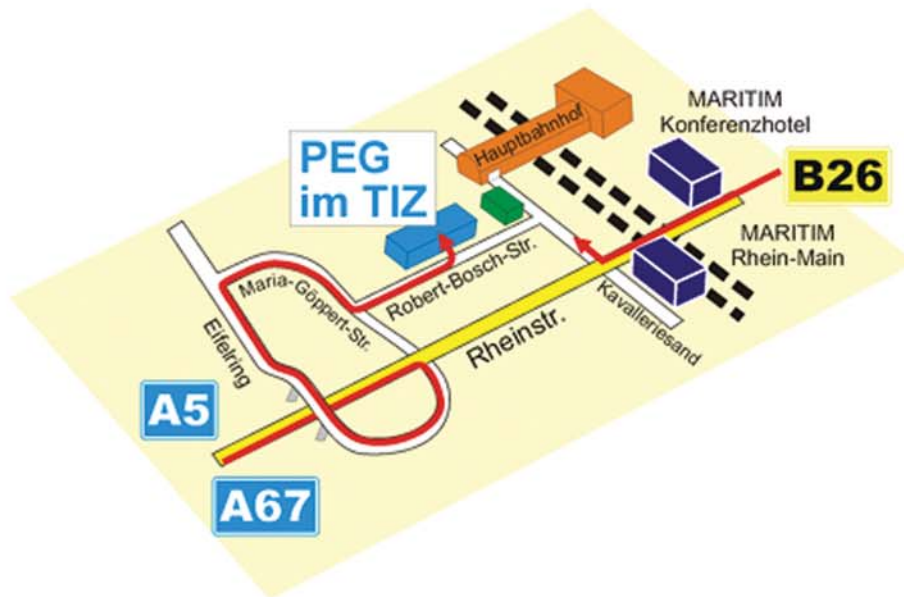 MARITIM
Konferenzhotel
Hauptbahnhof
PEG
im TIZ
B26
MARITIM
Rhein-Main
Maria-Göppert-Str.
Robert-Bosch-Str.
Kavalleriesand
Eifelring
Rheinstr.
A5
A67